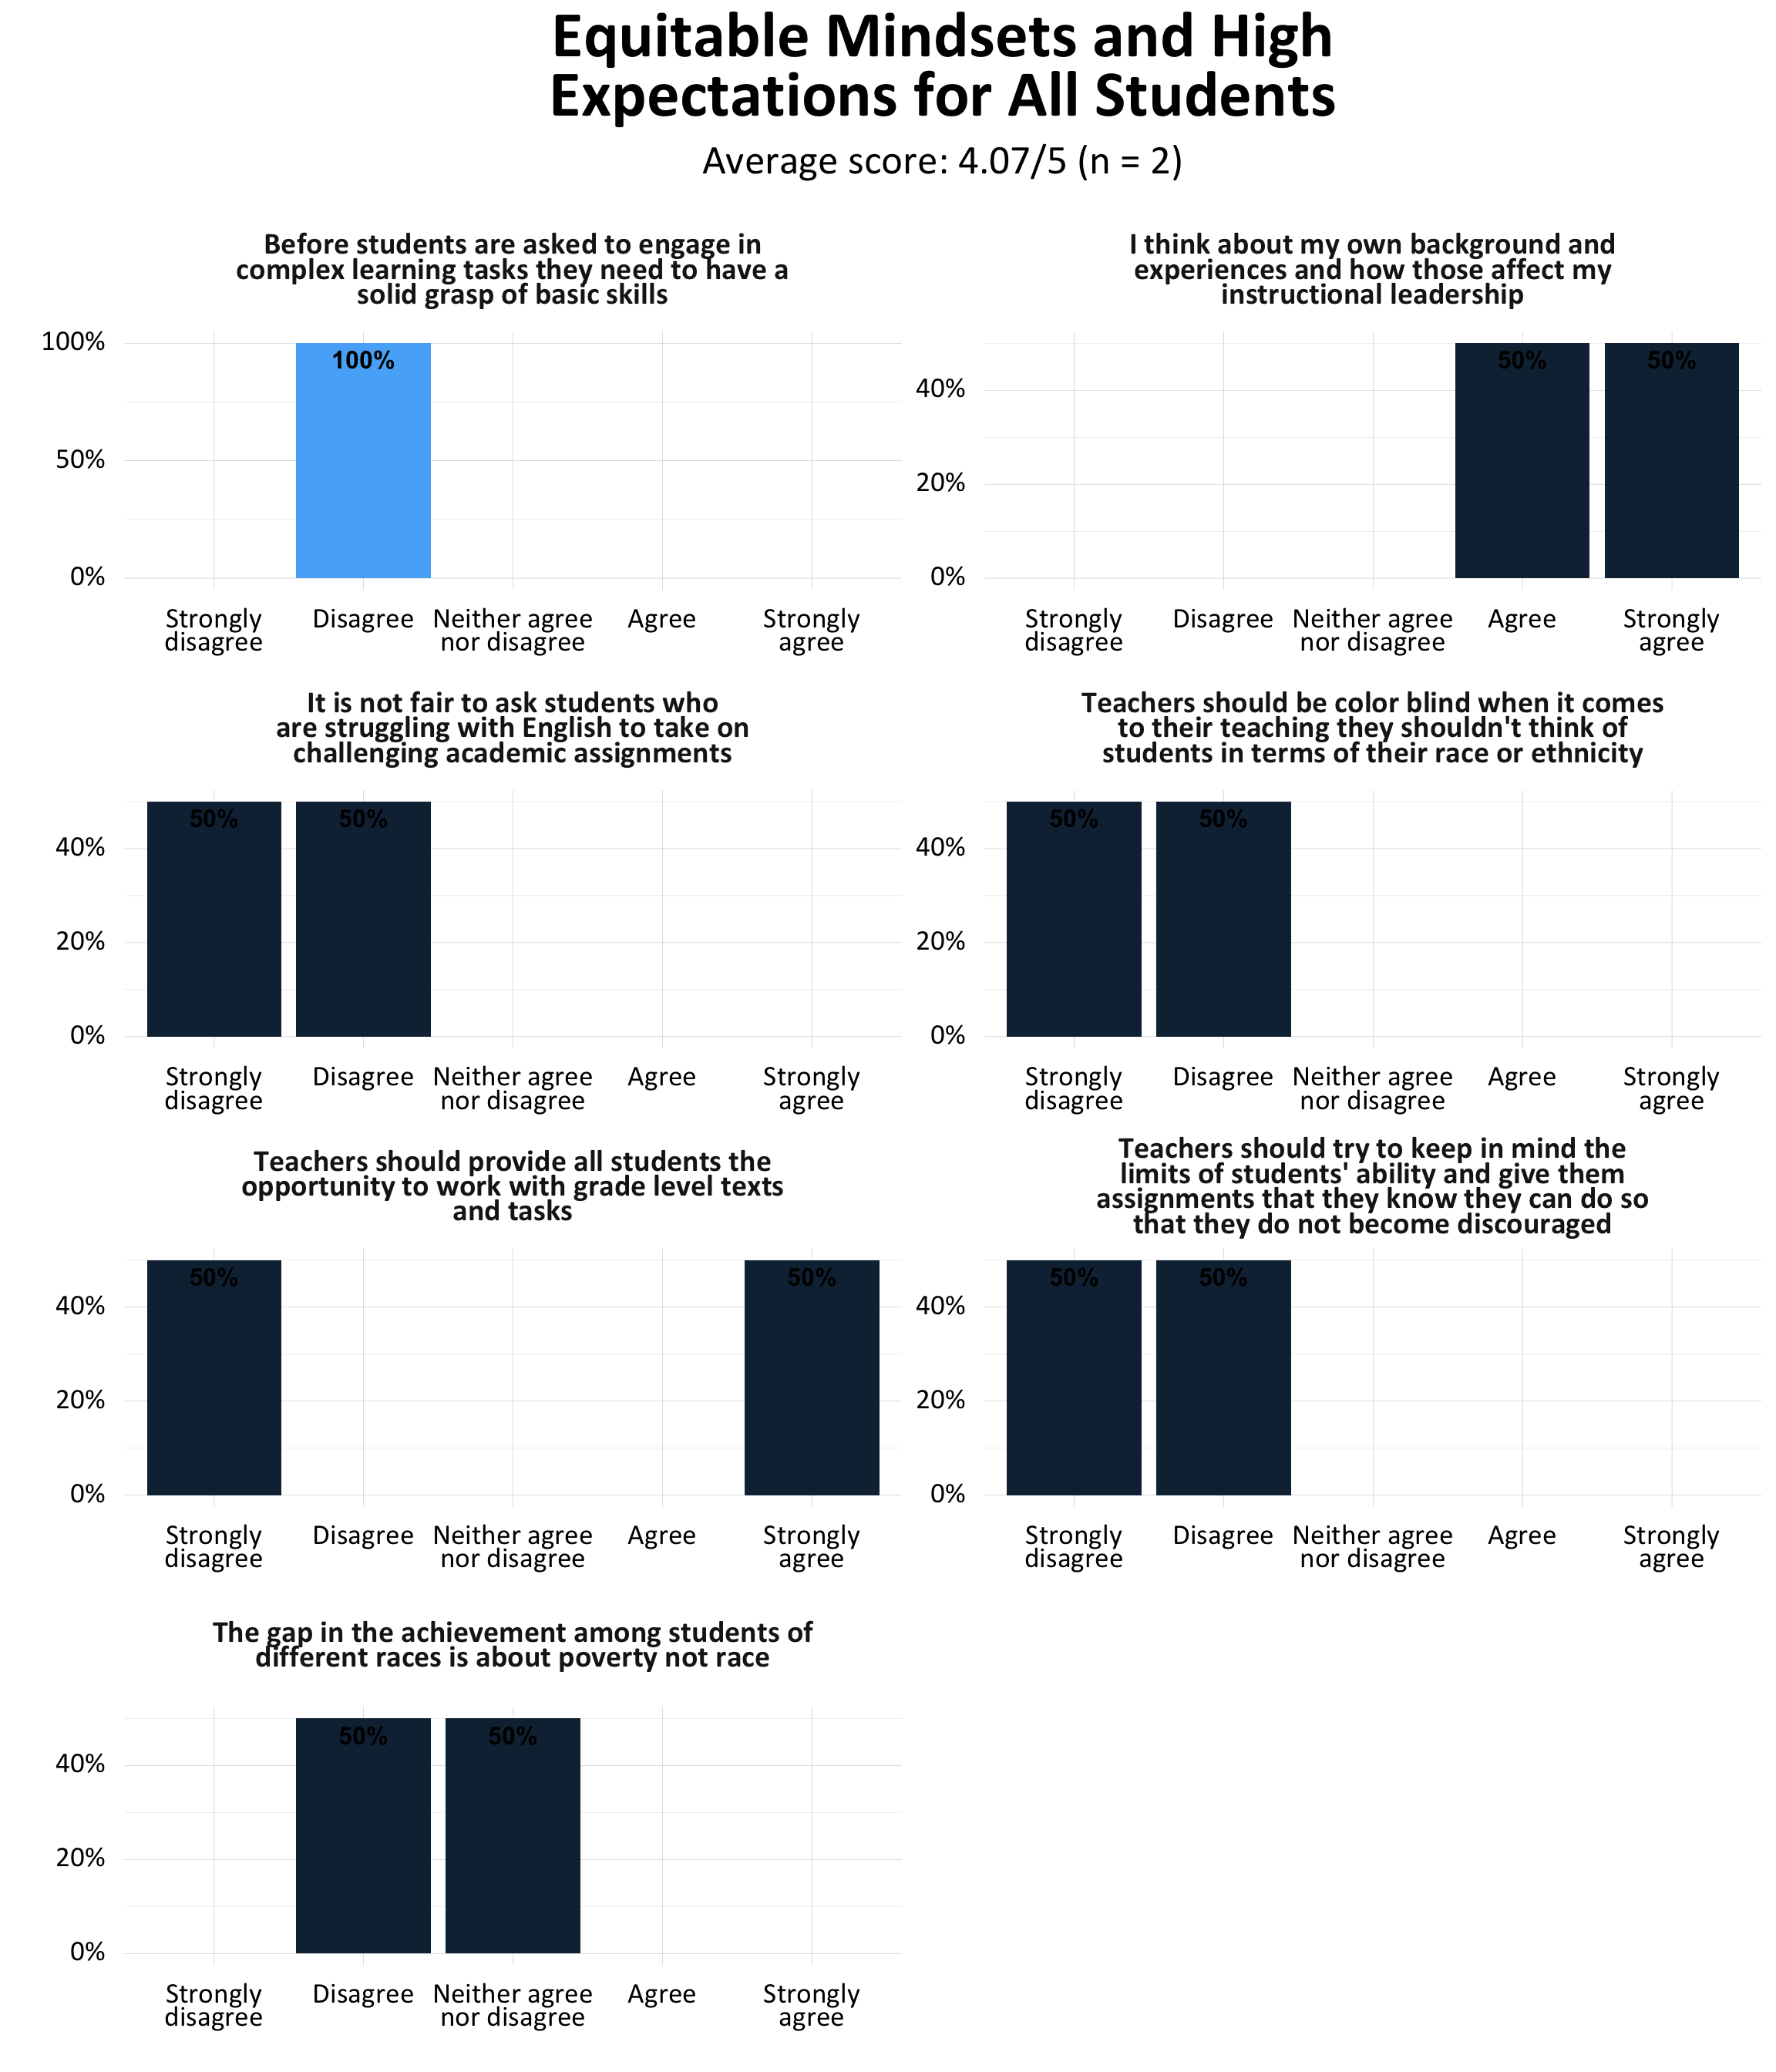 Equitable Mindsets and High
Expectations for All Students
Average score: 4.07/5 (n = 2)
Before students are asked to engage in
complex learning tasks they need to have a
solid grasp of basic skills
100%
50%
0%
100%
Strongly
disagree
Disagree
Neither agree
nor disagree
Agree
Strongly
agree
I think about my own background and
experiences and how those affect my
instructional leadership
40%
20%
0%
50%
50%
Strongly
disagree
Disagree
Neither agree
nor disagree
Agree
Strongly
agree
It is not fair to ask students who
are struggling with English to take on
challenging academic assignments
40%
20%
0%
50%
50%
Strongly
disagree
Disagree
Neither agree
nor disagree
Agree
Strongly
agree
Teachers should be color blind when it comes
to their teaching they shouldn't think of
students in terms of their race or ethnicity
40%
20%
0%
50%
50%
Strongly
disagree
Disagree
Neither agree
nor disagree
Agree
Strongly
agree
Teachers should provide all students the
opportunity to work with grade level texts
and tasks
40%
20%
0%
50%
50%
Strongly
disagree
Disagree
Neither agree
nor disagree
Agree
Strongly
agree
Teachers should try to keep in mind the
limits of students' ability and give them
assignments that they know they can do so
that they do not become discouraged
40%
20%
0%
50%
50%
Strongly
disagree
Disagree
Neither agree
nor disagree
Agree
Strongly
agree
The gap in the achievement among students of
different races is about poverty not race
40%
20%
0%
50%
50%
Strongly
disagree
Disagree
Neither agree
nor disagree
Agree
Strongly
agree